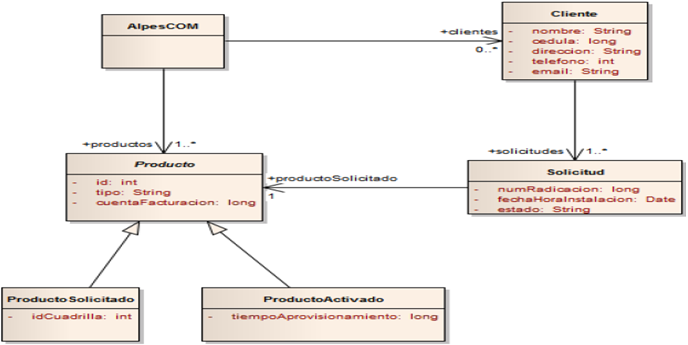 AlpesCOM
Cliente
- nombre: String
- cedula: long
- direccion: String
- telefono: int
- email: String
+clientes
0..*
+productos
1..*
+solicitudes
1..*
Producto
- id: int
- tipo: String
- cuentaFacturacion: long
+productoSolicitado
1
Solicitud
- numRadicacion: long
- fechaHoraInstalacion: Date
- estado: String
ProductoSolicitado
- idCuadrilla: int
ProductoActivado
- tiempoAprovisionamiento: long